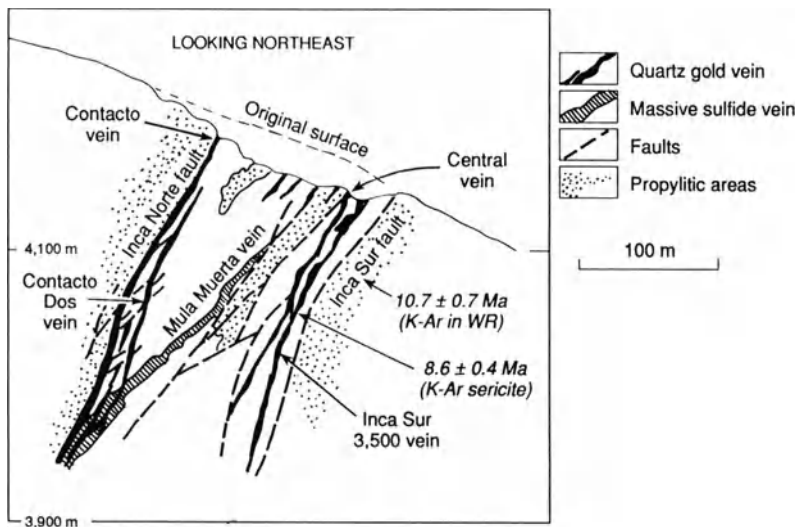 LOOKING NORTHEAST
Contacto
vein
Original surface
Central
vein
Inca Norte fault
4,100 m
Contacto
Dos
vein
Mula Muerta vein
Inca Sur fault
10.7 ± 0.7 Ma
(K-Ar in WR)
8.6 ± 0.4 Ma
(K-Ar sericite)
Inca Sur
3,500 vein
3,900 m
Quartz gold vein
Massive sulfide vein
Faults
Propylitic areas
100 m